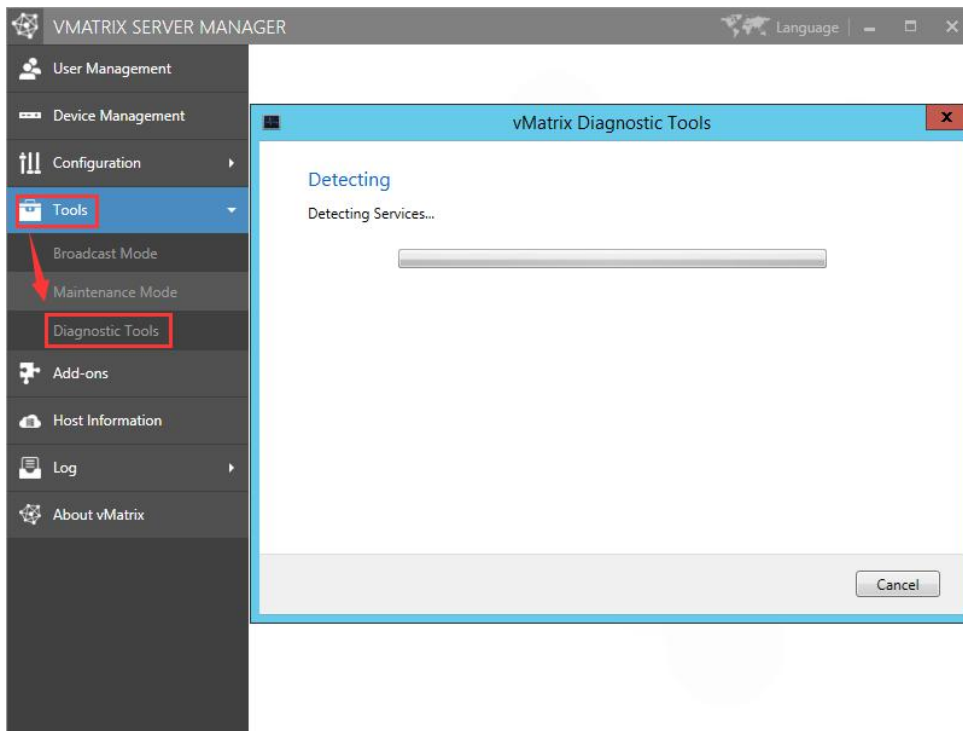 VMATRIX SERVER MANAGER
Language
User Management
Device Management
Configuration
Tools
Broadcast Mode
Maintenance Mode
Diagnostic Tools
Add-ons
Host Information
Log
About vMatrix
vMatrix Diagnostic Tools
Detecting
Detecting Services...
Cancel